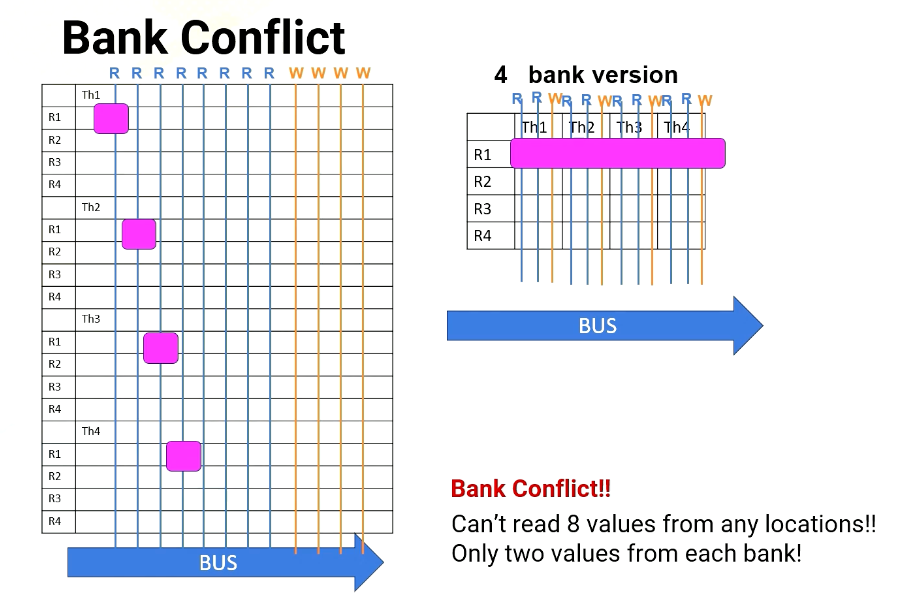 Bank Conflict
R R R R R R R R W W W W
Th1
R1
R2
R3
R4
Th2
R1
R2
R3
R4
Th3
R1
R2
R3
R4
Th4
R1
R2
R3
R4
BUS
4 bank version
R R W R R W R R W R R W
Th1 Th2 Th3 Th4
R1
R2
R3
R4
BUS
Bank Conflict!!
Can't read 8 values from any locations!!
Only two values from each bank!